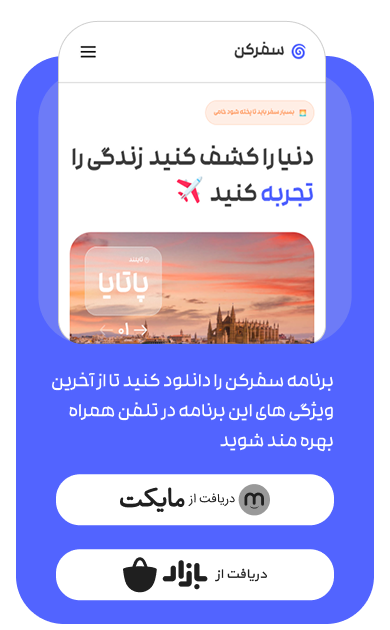 سفرکن
بسیار سفر باید تا پخته شود خامی
دنیا را کشف کنید زندگی را
تجربه کنید
تایلند
پاتایا
۰۱
برنامه سفرکن را دانلود کنید تا از آخرین
ویژگی های این برنامه در تلفن همراه
بهره مند شوید
دریافت از مایکت
دریافت از بازار